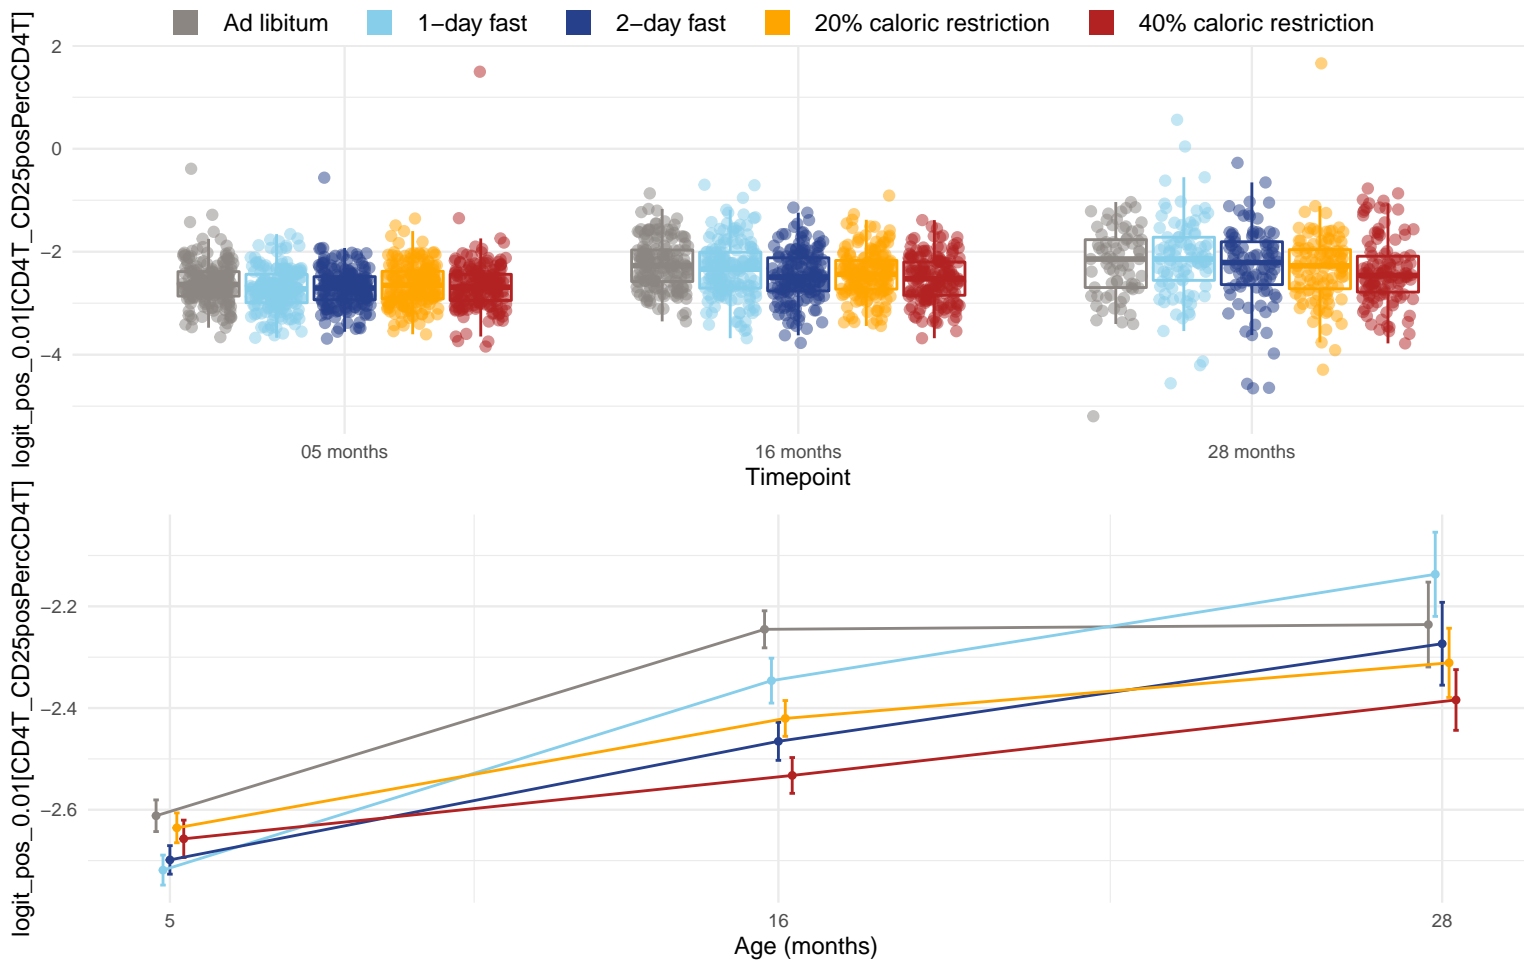 Ad libitum 1−day fast 2−day fast 20% caloric restriction 40% caloric restriction
logit_pos_0.01[CD4T_CD25posPercCD4T]
2
0
−2
−4
05 months 16 months 28 months
Timepoint
logit_pos_0.01[CD4T_CD25posPercCD4T]
−2.2
−2.4
−2.6
5 16 28
Age (months)